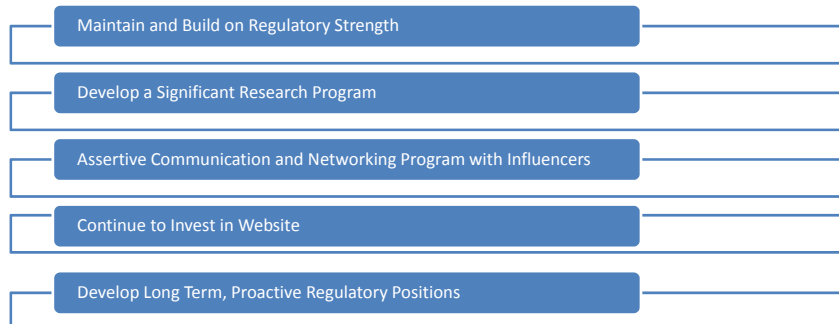 Maintain and Build on Regulatory Strength
Develop a Significant Research Program
Assertive Communication and Networking Program with Influencers
Continue to Invest in Website
Develop Long Term, Proactive Regulatory Positions